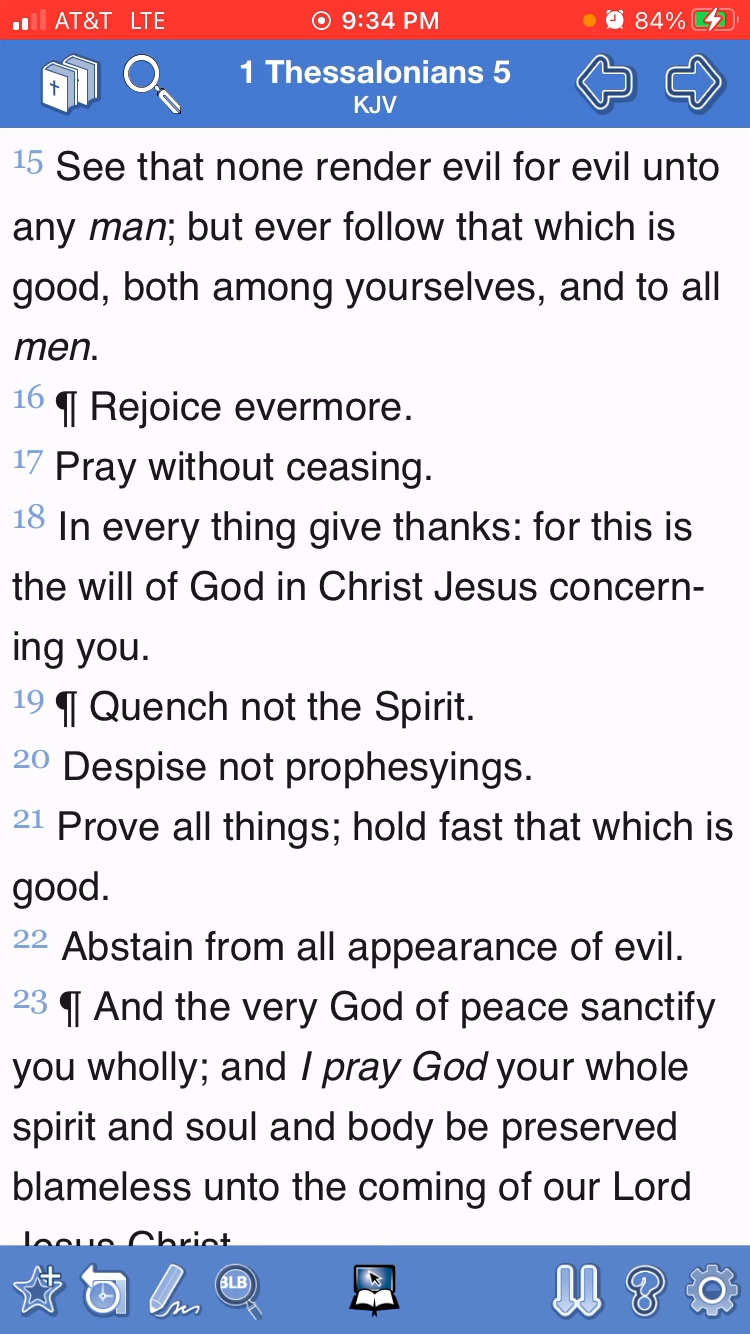 AT&T LTE 9:34 PM 84%
1 Thessalonians 5
KJV
15 See that none render evil for evil unto
any man; but ever follow that which is
good, both among yourselves, and to all
men.
16 ¶ Rejoice evermore.
17 Pray without ceasing.
18 In every thing give thanks: for this is
the will of God in Christ Jesus concern-
ing you.
19 ¶ Quench not the Spirit.
20 Despise not prophesyings.
21 Prove all things; hold fast that which is
good.
22 Abstain from all appearance of evil.
23 ¶ And the very God of peace sanctify
you wholly; and I pray God your whole
spirit and soul and body be preserved
blameless unto the coming of our Lord
Jesus Christ
BLB